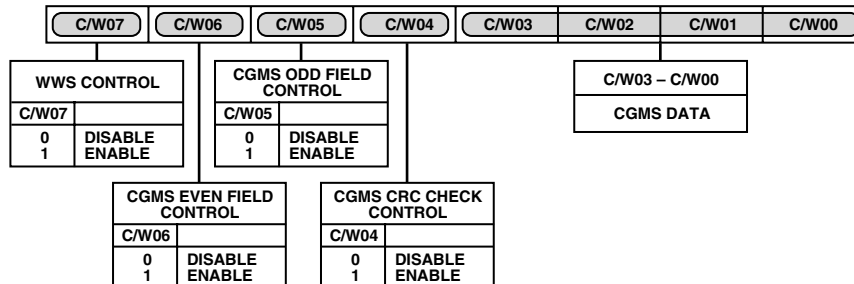 C/W07 C/W06 C/W05 C/W04 C/W03 C/W02 C/W01 C/W00
WWS CONTROL
C/W07
0 DISABLE
1 ENABLE
CGMS ODD FIELD
CONTROL
C/W05
0 DISABLE
1 ENABLE
C/W03 – C/W00
CGMS DATA
CGMS EVEN FIELD
CONTROL
C/W06
0 DISABLE
1 ENABLE
CGMS CRC CHECK
CONTROL
C/W04
0 DISABLE
1 ENABLE